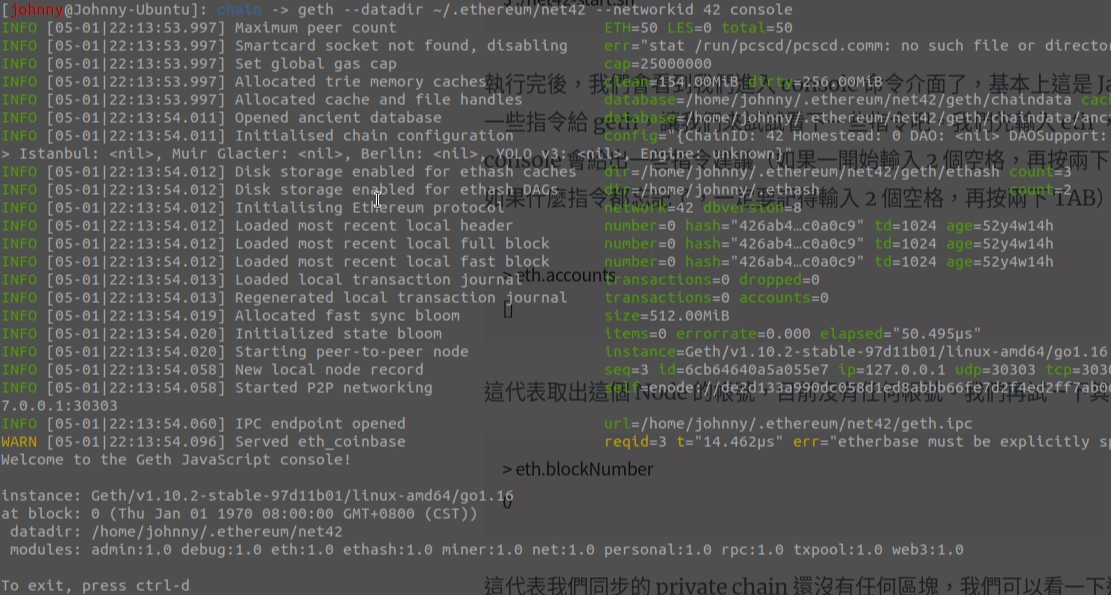 3 ./net42-start.sh
[johnny@Johnny-Ubuntu]: chain -> geth --datadir ~/.ethereum/net42 --networkid 42 console
INFO [05-01|22:13:53.997] Maximum peer count ETH=50 LES=0 total=50
INFO [05-01|22:13:53.997] Smartcard socket not found, disabling err="stat /run/pcscd/pcscd.comm: no such file or director
INFO [05-01|22:13:53.997] Set global gas cap cap=25000000
INFO [05-01|22:13:53.997] Allocated trie memory caches clean=154.00MiB dirty=256.00MiB
執行完後，我們會看到我們進入 console 命令介面了，基本上這是 Ja
INFO [05-01|22:13:53.997] Allocated cache and file handles database=/home/johnny/.ethereum/net42/geth/chaindata cac
INFO [05-01|22:13:54.011] Opened ancient database database=/home/johnny/.ethereum/net42/geth/chaindata/anc
一些指令給 geth
INFO [05-01|22:13:54.011] Initialised chain configuration config="{ChainID: 42 Homestead: 0 DAO: <nil> DAOSupport:
> Istanbul: <nil>, Muir Glacier: <nil>, Berlin: <nil>, YOLO v3: <nil>, Engine: unknown}"
console 會給出一些指令建議（如果一開始輸入 2 個空格，再按兩下
INFO [05-01|22:13:54.012] Disk storage enabled for ethash caches dir=/home/johnny/.ethereum/net42/geth/ethash count=3
INFO [05-01|22:13:54.012] Disk storage enabled for ethash DAGs dir=/home/johnny/.ethash count=2
如果什麼指令都忘記了，一定要記得輸入 2 個空格，再按兩下 TAB）
INFO [05-01|22:13:54.012] Initialising Ethereum protocol network=42 dbversion=8
INFO [05-01|22:13:54.012] Loaded most recent local header number=0 hash="426ab4…c0a0c9" td=1024 age=52y4w14h
INFO [05-01|22:13:54.012] Loaded most recent local full block number=0 hash="426ab4…c0a0c9" td=1024 age=52y4w14h
INFO [05-01|22:13:54.012] Loaded most recent local fast block number=0 hash="426ab4…c0a0c9" td=1024 age=52y4w14h
> eth.accounts
INFO [05-01|22:13:54.013] Loaded local transaction journal transactions=0 dropped=0
INFO [05-01|22:13:54.013] Regenerated local transaction journal transactions=0 accounts=0
[]
INFO [05-01|22:13:54.019] Allocated fast sync bloom size=512.00MiB
INFO [05-01|22:13:54.020] Initialized state bloom items=0 errorrate=0.000 elapsed="50.495µs"
INFO [05-01|22:13:54.020] Starting peer-to-peer node instance=Geth/v1.10.2-stable-97d11b01/linux-amd64/go1.16
INFO [05-01|22:13:54.058] New local node record seq=3 id=6cb64640a5a055e7 ip=127.0.0.1 udp=30303 tcp=3030
INFO [05-01|22:13:54.058] Started P2P networking
這代表取出這個 Node 的帳號，目前沒有任何帳號。我們再試一下
7.0.0.1:30303
INFO [05-01|22:13:54.060] IPC endpoint opened url=/home/johnny/.ethereum/net42/geth.ipc
WARN [05-01|22:13:54.096] Served eth_coinbase reqid=3 t="14.462µs" err="etherbase must be explicitly sp
Welcome to the Geth JavaScript console!
> eth.blockNumber
instance: Geth/v1.10.2-stable-97d11b01/linux-amd64/go1.16
0
at block: 0 (Thu Jan 01 1970 08:00:00 GMT+0800 (CST))
datadir: /home/johnny/.ethereum/net42
modules: admin:1.0 debug:1.0 eth:1.0 ethash:1.0 miner:1.0 net:1.0 personal:1.0 rpc:1.0 txpool:1.0 web3:1.0
To exit, press ctrl-d
這代表我們同步的 private chain 還沒有任何區塊，我們可以看一下